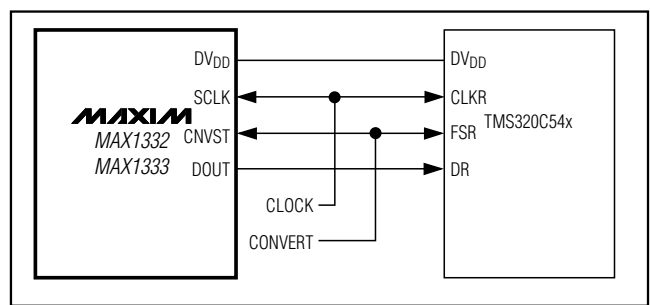 DVDD DVDD
SCLK CLKR
MAXIM TMS320C54x
MAX1332 CNVST FSR
MAX1333 DOUT DR
CLOCK
CONVERT